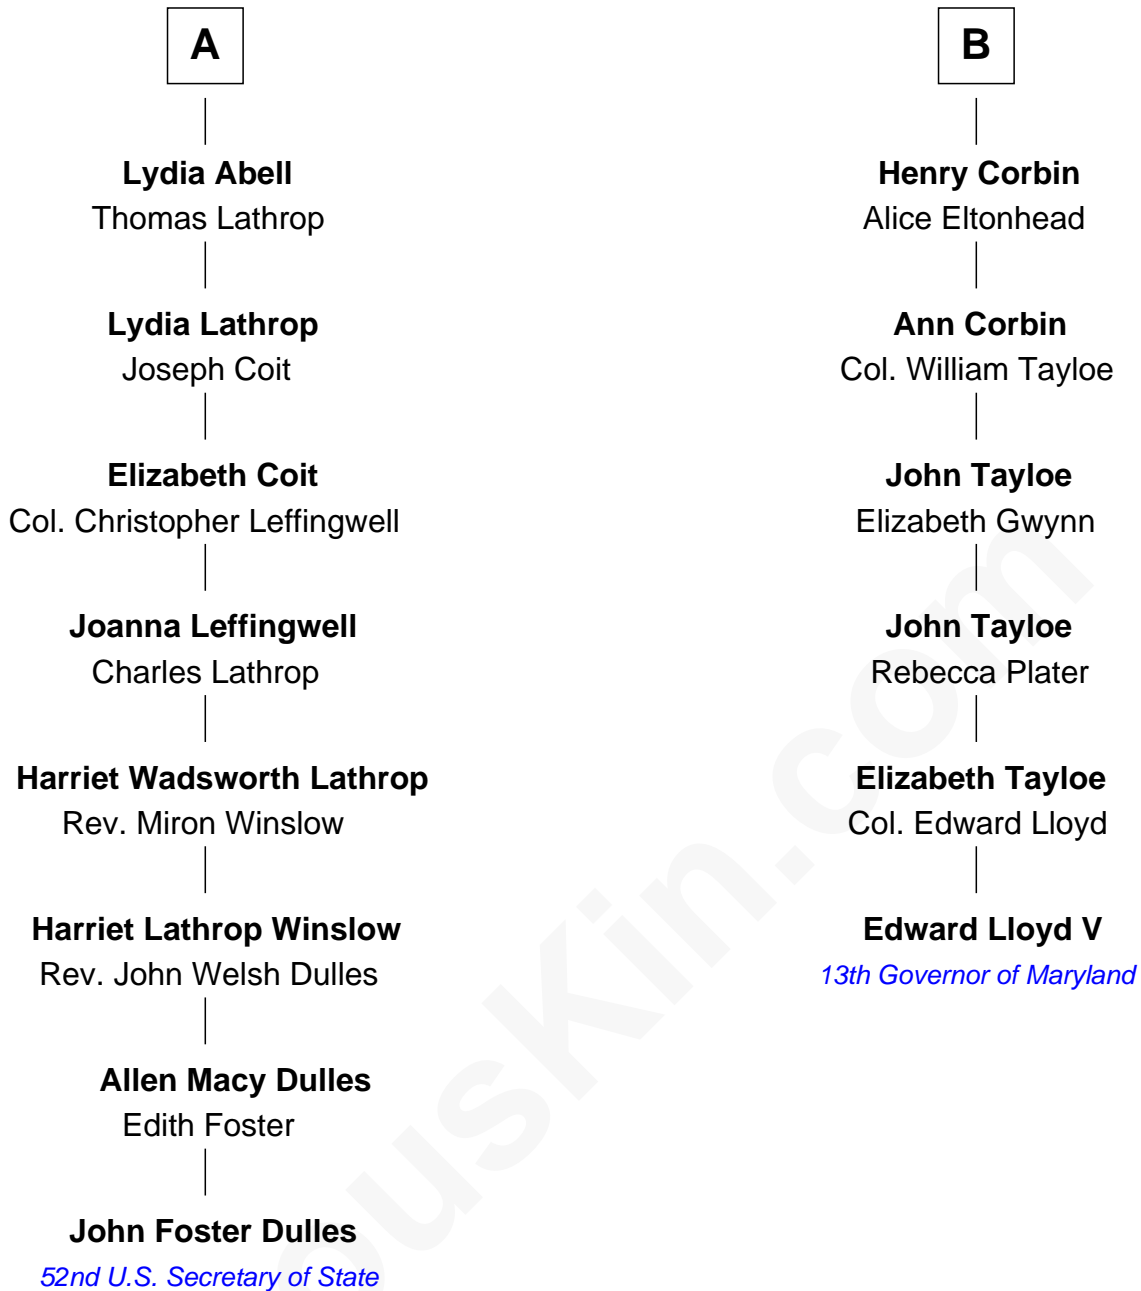 A
Lydia Abell
Thomas Lathrop
Lydia Lathrop
Joseph Coit
Elizabeth Coit
Col. Christopher Leffingwell
Joanna Leffingwell
Charles Lathrop
Harriet Wadsworth Lathrop
Rev. Miron Winslow
Harriet Lathrop Winslow
Rev. John Welsh Dulles
Allen Macy Dulles
Edith Foster
John Foster Dulles
52nd U.S. Secretary of State
B
Henry Corbin
Alice Eltonhead
Ann Corbin
Col. William Tayloe
John Tayloe
Elizabeth Gwynn
John Tayloe
Rebecca Plater
Elizabeth Tayloe
Col. Edward Lloyd
Edward Lloyd V
13th Governor of Maryland
ousKin.com